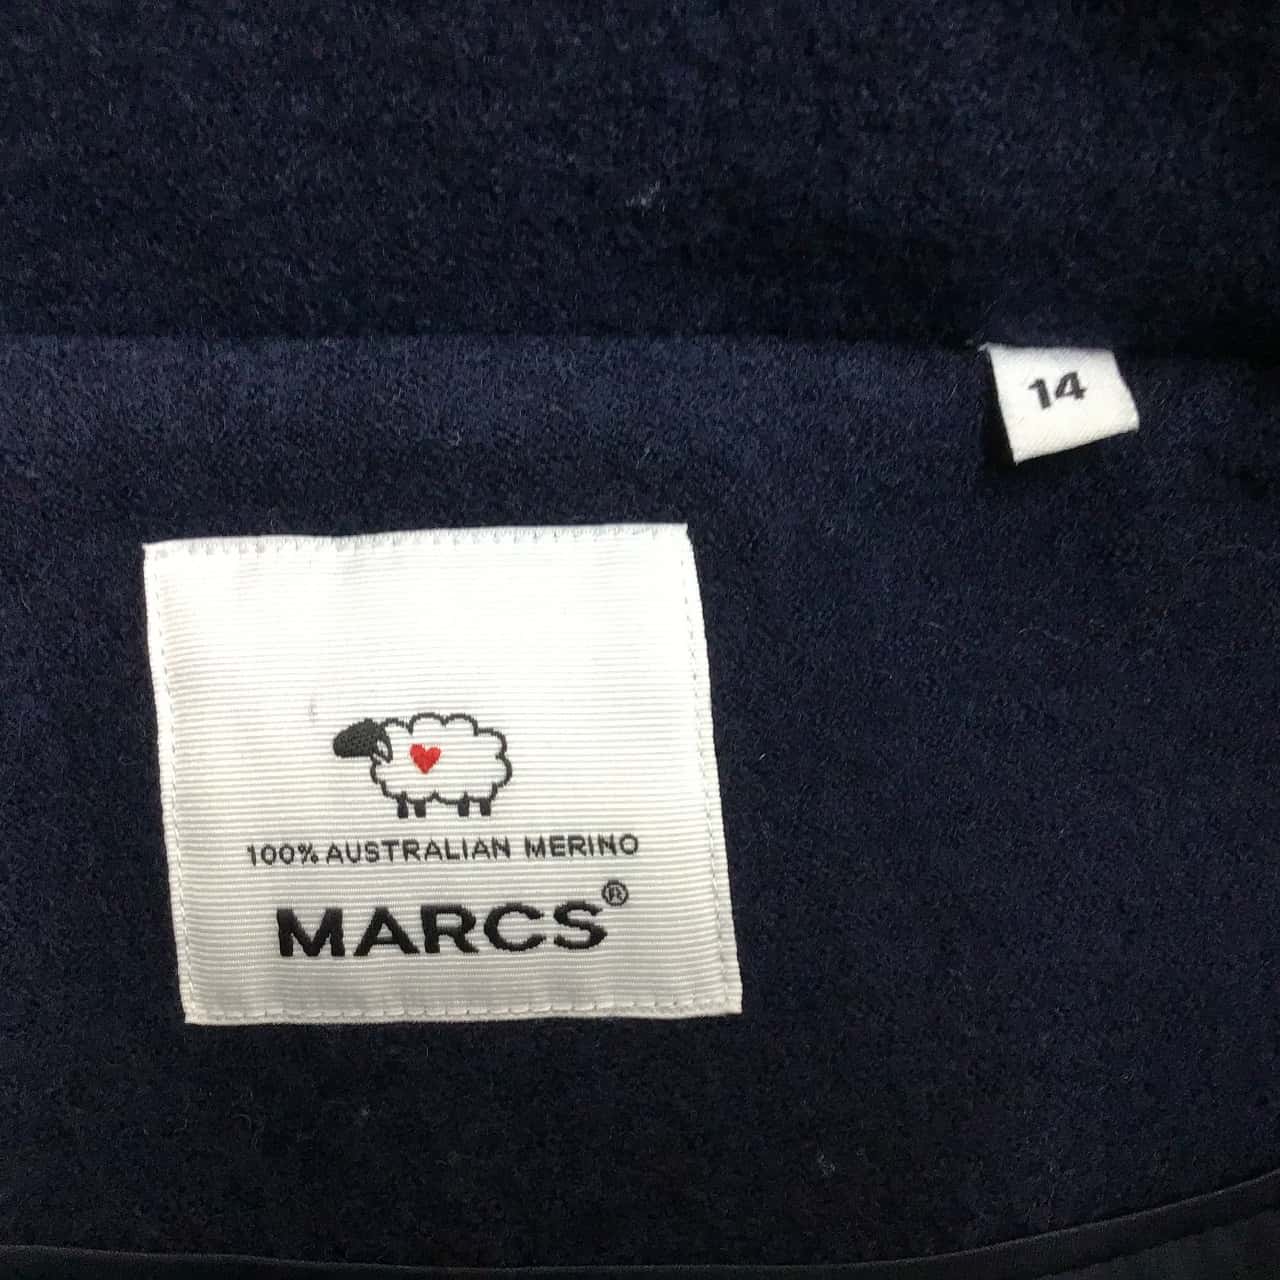 14
100% AUSTRALIAN MERINO
MARCS®